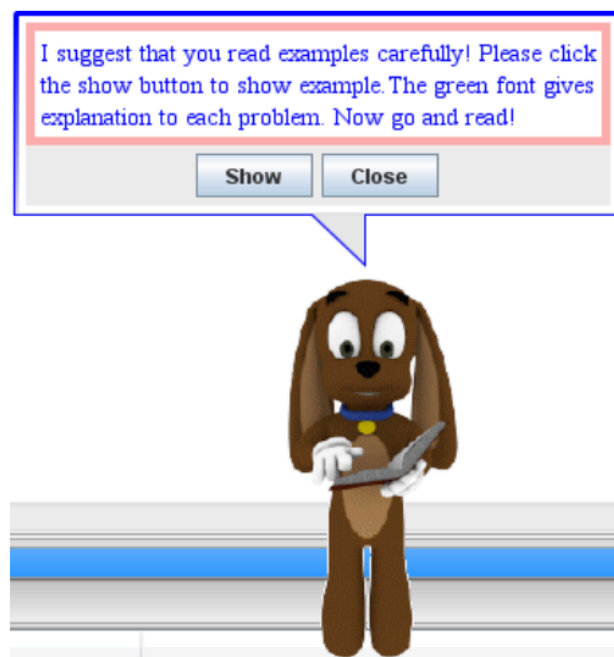 I suggest that you read examples carefully! Please click
the show button to show example.The green font gives
explanation to each problem. Now go and read!
Show Close